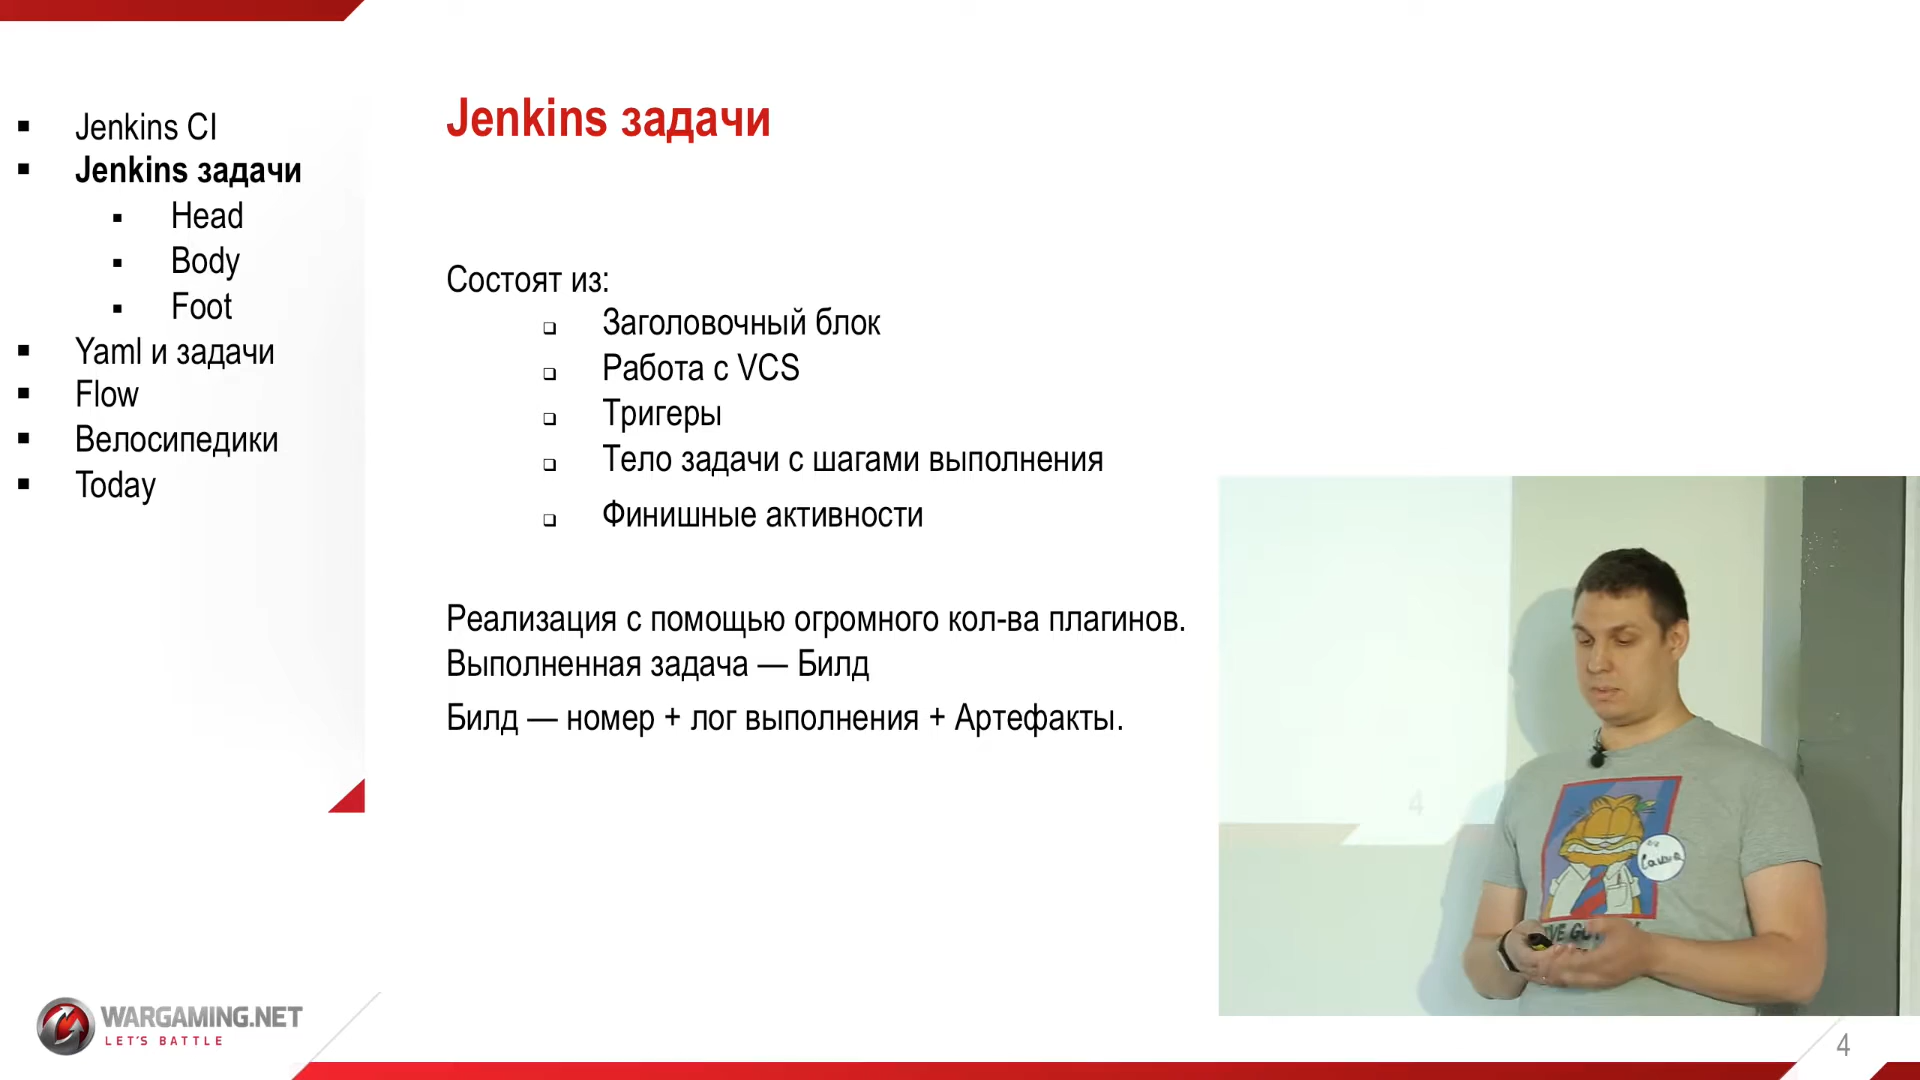 Jenkins CI
Jenkins задачи
Head
Body
Foot
Yaml и задачи
Flow
Велосипедики
Today
Jenkins задачи
Состоят из:
Заголовочный блок
Работа с VCS
Тригеры
Тело задачи с шагами выполнения
Финишные активности
Реализация с помощью огромного кол-ва плагинов.
Выполненная задача — Билд
Билд — номер + лог выполнения + Артефакты.
4
WARGAMING.NET
LET'S BATTLE
4